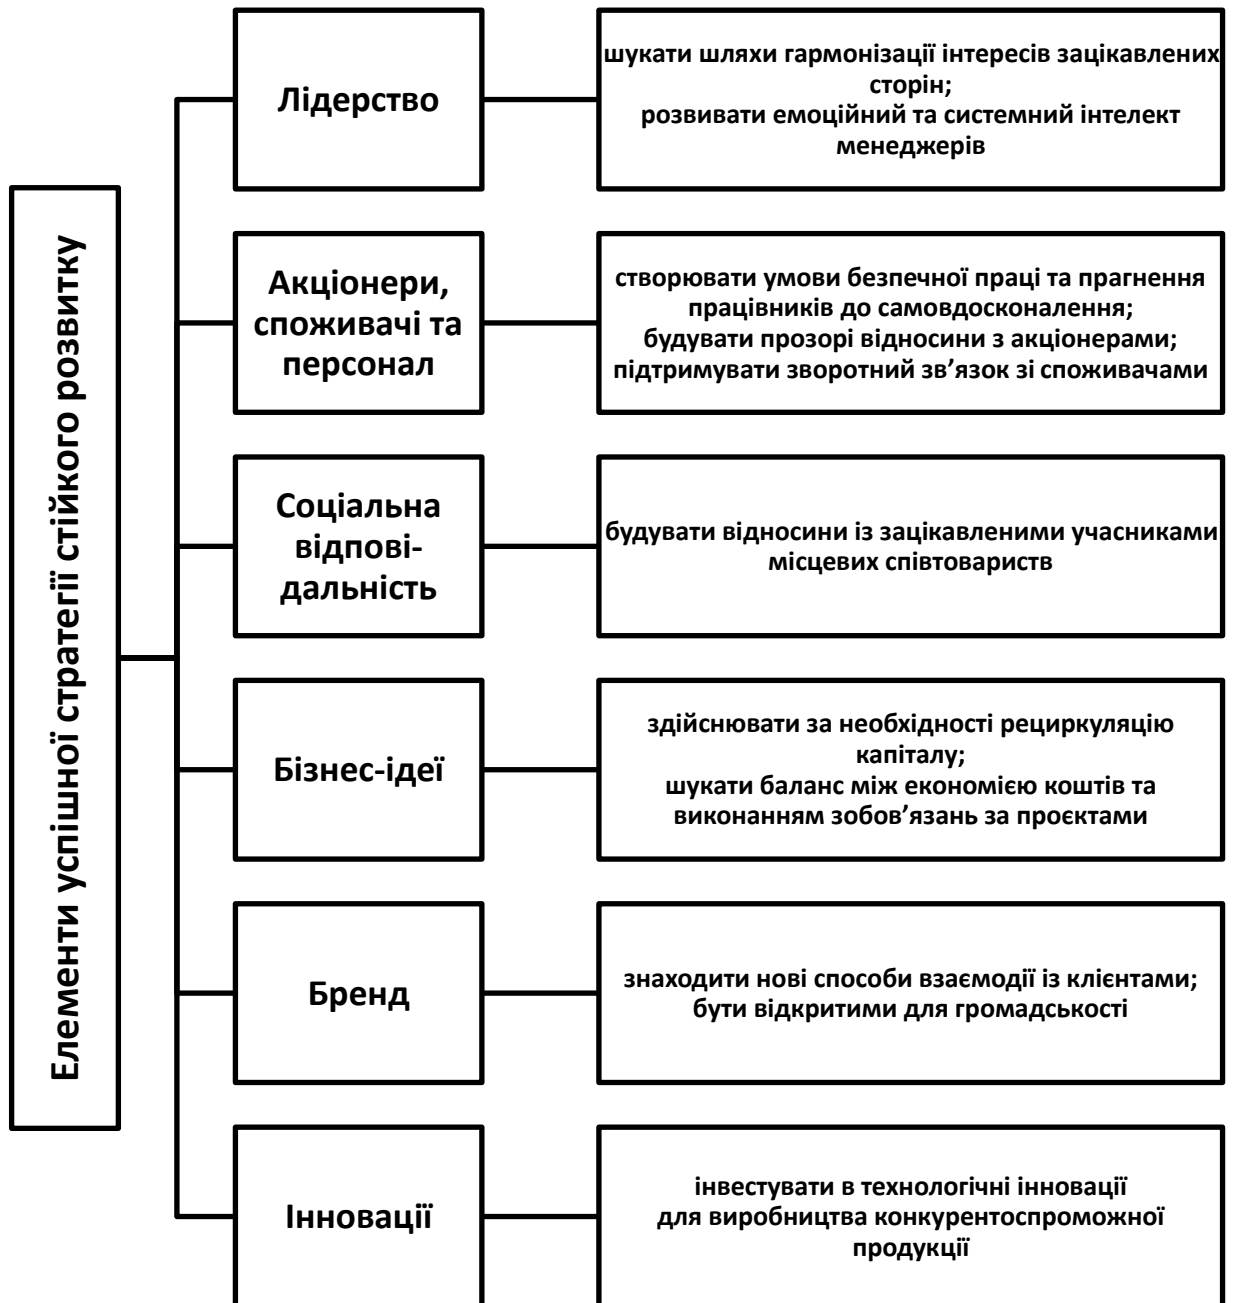 Елементи успішної стратегії стійкого розвитку
Лідерство
шукати шляхи гармонізації інтересів зацікавлених
сторін;
розвивати емоційний та системний інтелект
менеджерів
Акціонери,
споживачі та
персонал
створювати умови безпечної праці та прагнення
працівників до самовдосконалення;
будувати прозорі відносини з акціонерами;
підтримувати зворотний зв’язок зі споживачами
Соціальна
відпові-
дальність
будувати відносини із зацікавленими учасниками
місцевих співтовариств
Бізнес-ідеї
здійснювати за необхідності рециркуляцію
капіталу;
шукати баланс між економією коштів та
виконанням зобов’язань за проєктами
Бренд
знаходити нові способи взаємодії із клієнтами;
бути відкритими для громадськості
Інновації
інвестувати в технологічні інновації
для виробництва конкурентоспроможної
продукції